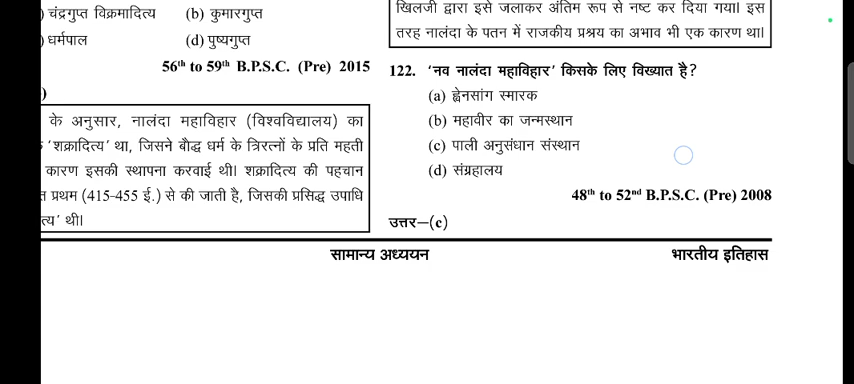 ) चंद्रगुप्त विक्रमादित्य (b) कुमारगुप्त
) धर्मपाल (d) पुष्यगुप्त
56th to 59th B.P.S.C. (Pre) 2015
)
के अनुसार, नालंदा महाविहार (विश्वविद्यालय) का
'शक्रादित्य' था, जिसने बौद्ध धर्म के त्रिरत्नों के प्रति महती
कारण इसकी स्थापना करवाई थी। शक्रादित्य की पहचान
त प्रथम (415-455 ई.) से की जाती है, जिसकी प्रसिद्ध उपाधि
त्य' थी।
खिलजी द्वारा इसे जलाकर अंतिम रूप से नष्ट कर दिया गया। इस
तरह नालंदा के पतन में राजकीय प्रश्रय का अभाव भी एक कारण था।
122. 'नव नालंदा महाविहार' किसके लिए विख्यात है?
(a) ह्वेनसांग स्मारक
(b) महावीर का जन्मस्थान
(c) पाली अनुसंधान संस्थान
(d) संग्रहालय
48th to 52nd B.P.S.C. (Pre) 2008
उत्तर—(c)
सामान्य अध्ययन भारतीय इतिहास